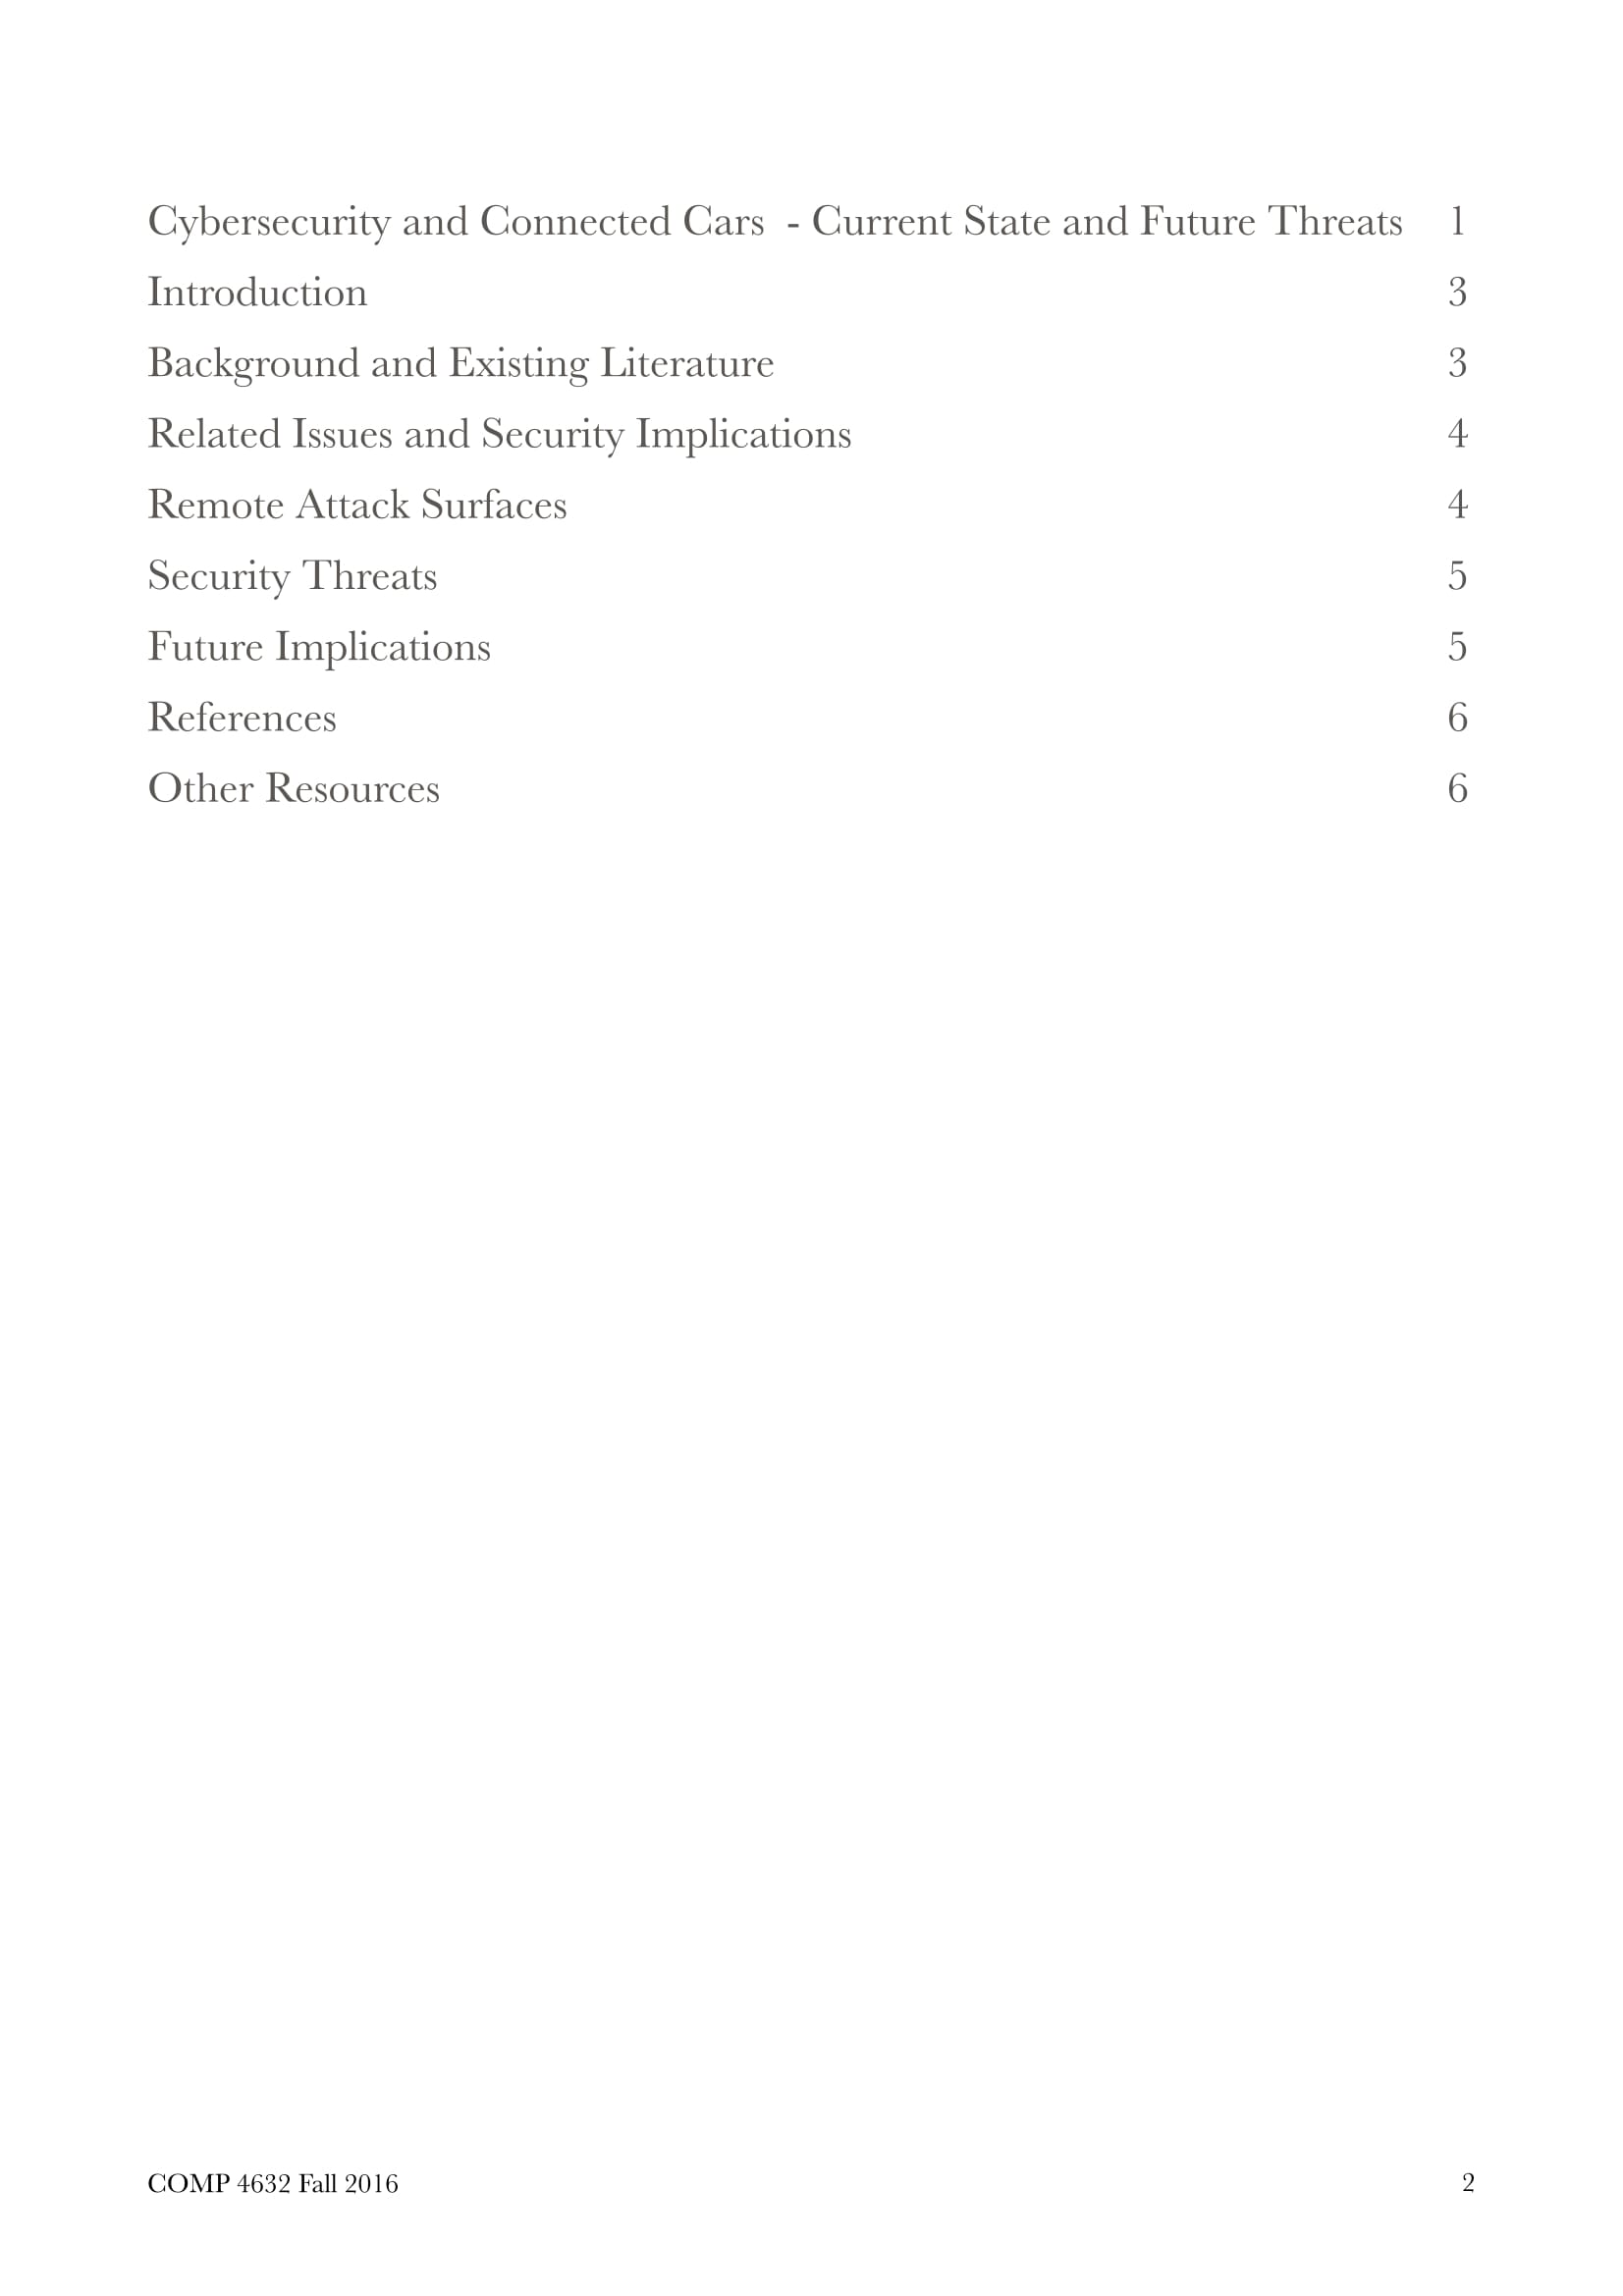 Cybersecurity and Connected Cars  - Current State and Future Threats 1
Introduction 3
Background and Existing Literature 3
Related Issues and Security Implications 4
Remote Attack Surfaces 4
Security Threats 5
Future Implications 5
References 6
Other Resources 6
COMP 4632 Fall 2016 2